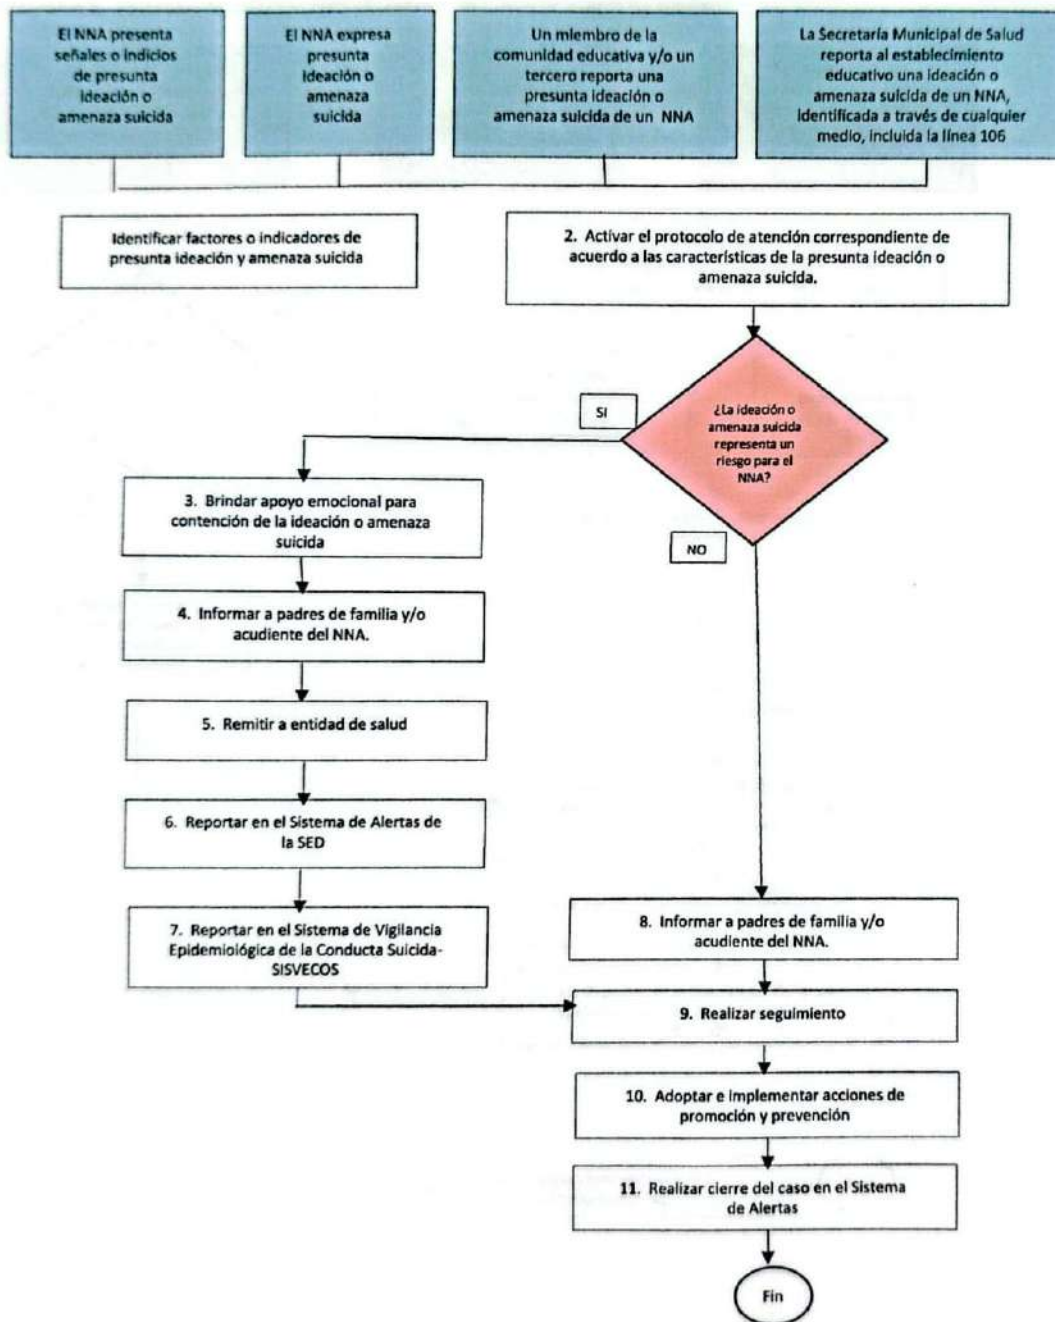 El NNA presenta
señales o indicios
de presunta
ideación o
amenaza suicida
El NNA expresa
presunta
ideación o
amenaza
suicida
Un miembro de la
comunidad educativa y/o un
tercero reporta una
presunta ideación o
amenaza suicida de un NNA
La Secretaría Municipal de Salud
reporta al establecimiento
educativo una ideación o
amenaza suicida de un NNA,
identificada a través de cualquier
medio, incluida la línea 106
Identificar factores o indicadores de
presunta ideación y amenaza suicida
2. Activar el protocolo de atención correspondiente de
acuerdo a las características de la presunta ideación o
amenaza suicida.
¿La ideación o
amenaza suicida
representa un
riesgo para el
NNA?
SI
NO
3. Brindar apoyo emocional para
contención de la ideación o amenaza
suicida
4. Informar a padres de familia y/o
acudiente del NNA.
5. Remitir a entidad de salud
6. Reportar en el Sistema de Alertas de
la SED
7. Reportar en el Sistema de Vigilancia
Epidemiológica de la Conducta Suicida-
SISVECOS
8. Informar a padres de familia y/o
acudiente del NNA.
9. Realizar seguimiento
10. Adoptar e implementar acciones de
promoción y prevención
11. Realizar cierre del caso en el Sistema
de Alertas
Fin